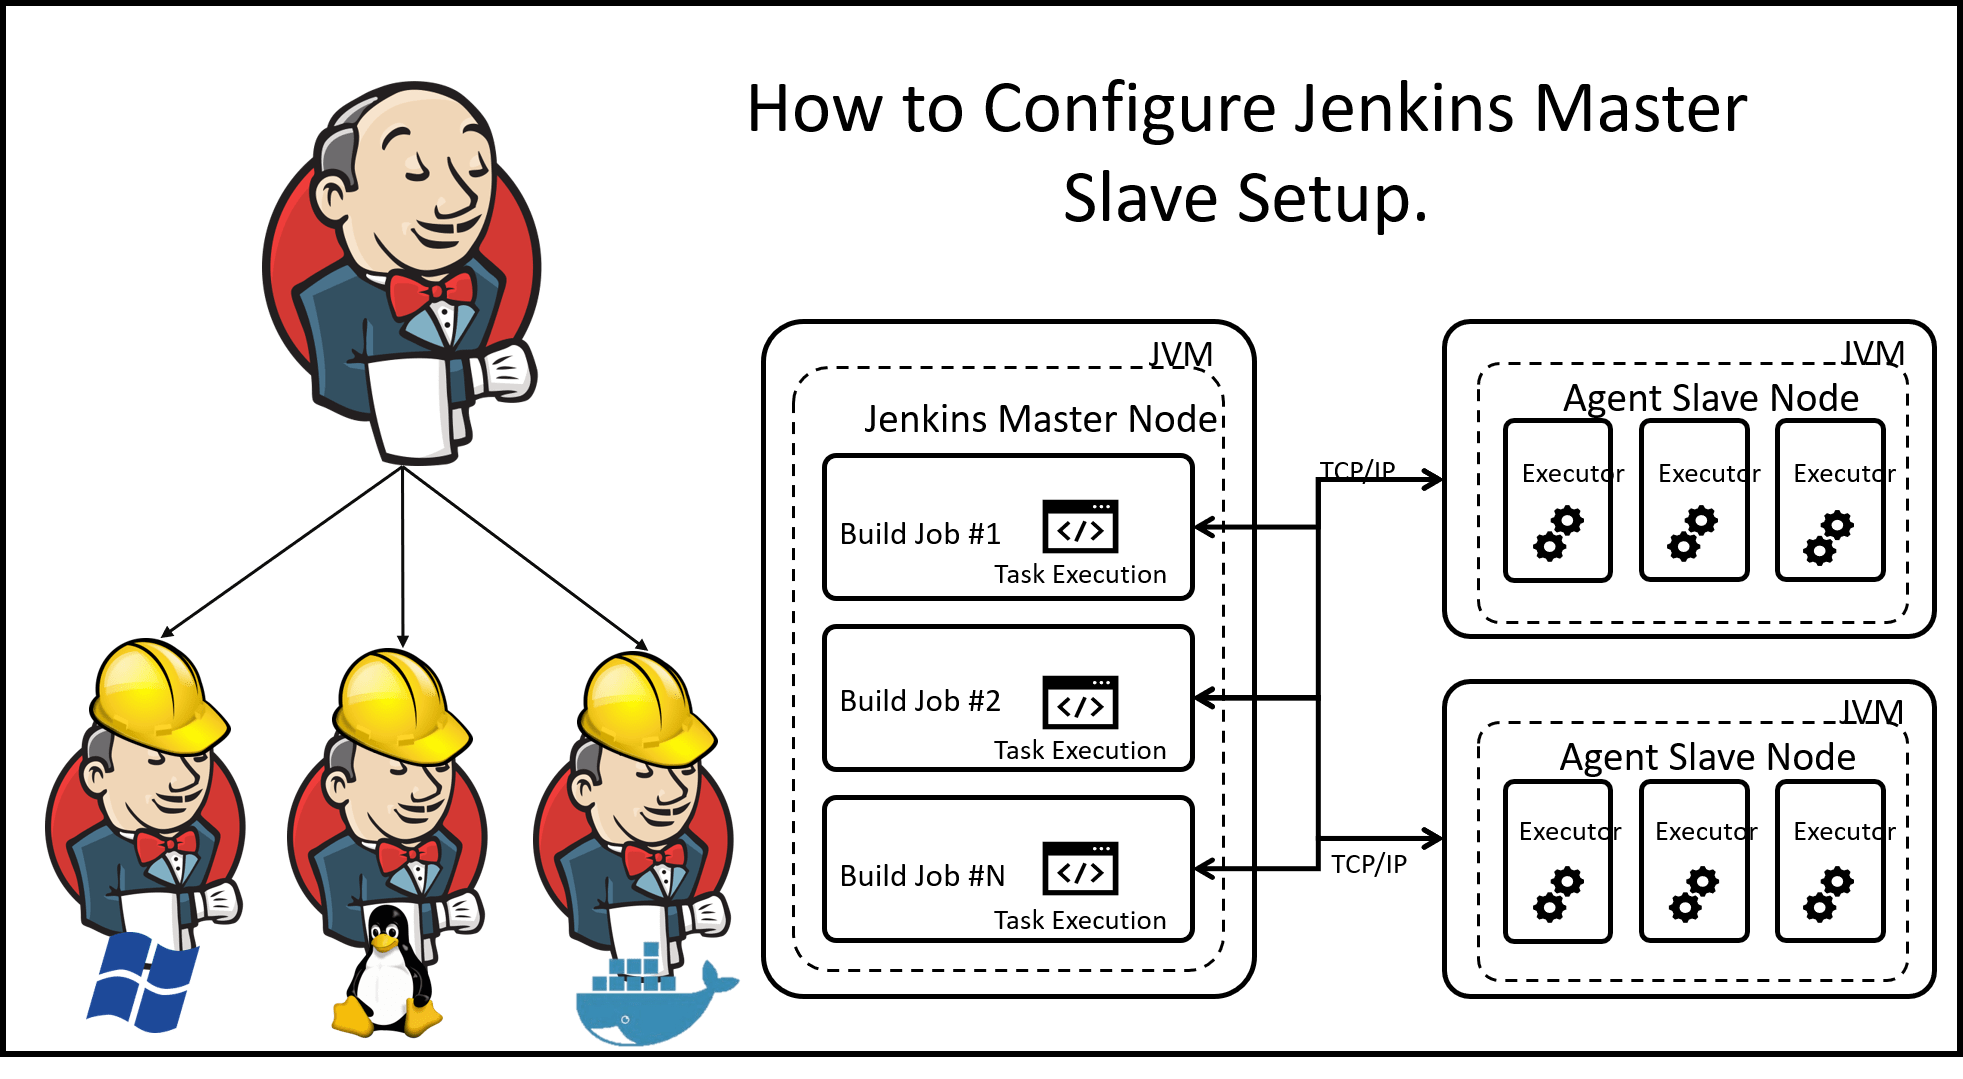 How to Configure Jenkins Master
Slave Setup.
JVM
Jenkins Master Node
Build Job #1
</>
Task Execution
Build Job #2
</>
Task Execution
Build Job #N
</>
Task Execution
TCP/IP
TCP/IP
JVM
Agent Slave Node
Executor
Executor
Executor
JVM
Agent Slave Node
Executor
Executor
Executor